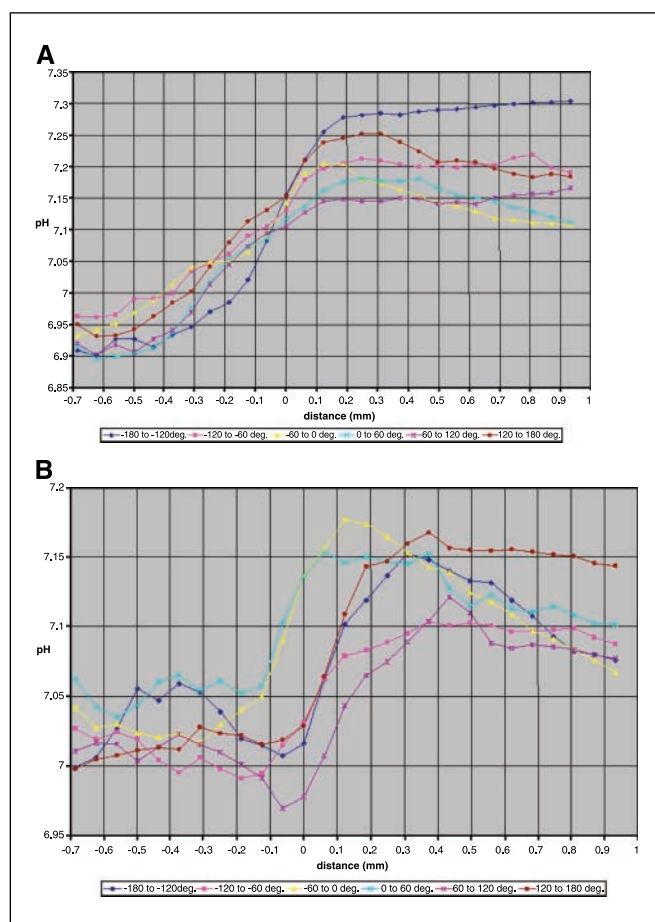 A
7.35
7.3
7.25
7.2
7.15
pH
7.1
7.05
7
6.95
6.9
6.85
-0.7 -0.6 -0.5 -0.4 -0.3 -0.2 -0.1 0 0.1 0.2 0.3 0.4 0.5 0.6 0.7 0.8 0.9 1
distance (mm)
-180 to -120deg. -120 to -60 deg. -60 to 0 deg. 0 to 60 deg. 60 to 120 deg. 120 to 180 deg.
B
7.2
7.15
7.1
pH
7.05
7
6.95
-0.7 -0.6 -0.5 -0.4 -0.3 -0.2 -0.1 0 0.1 0.2 0.3 0.4 0.5 0.6 0.7 0.8 0.9 1
distance (mm)
-180 to -120deg. -120 to -60 deg. -60 to 0 deg. 0 to 60 deg. 60 to 120 deg. 120 to 180 deg.